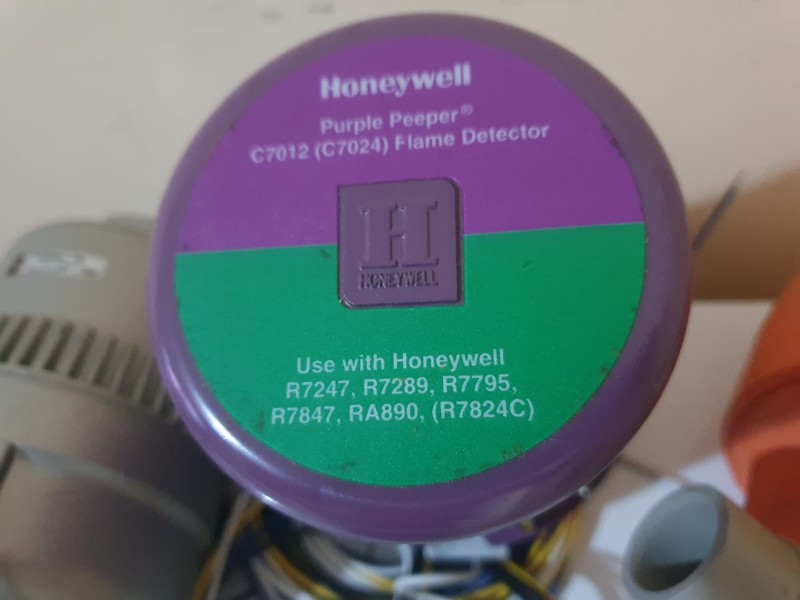 Honeywell
Purple Peeper®
C7012 (C7024) Flame Detector
H
HONEYWELL
Use with Honeywell
R7247, R7289, R7795,
R7847, RA890, (R7824C)